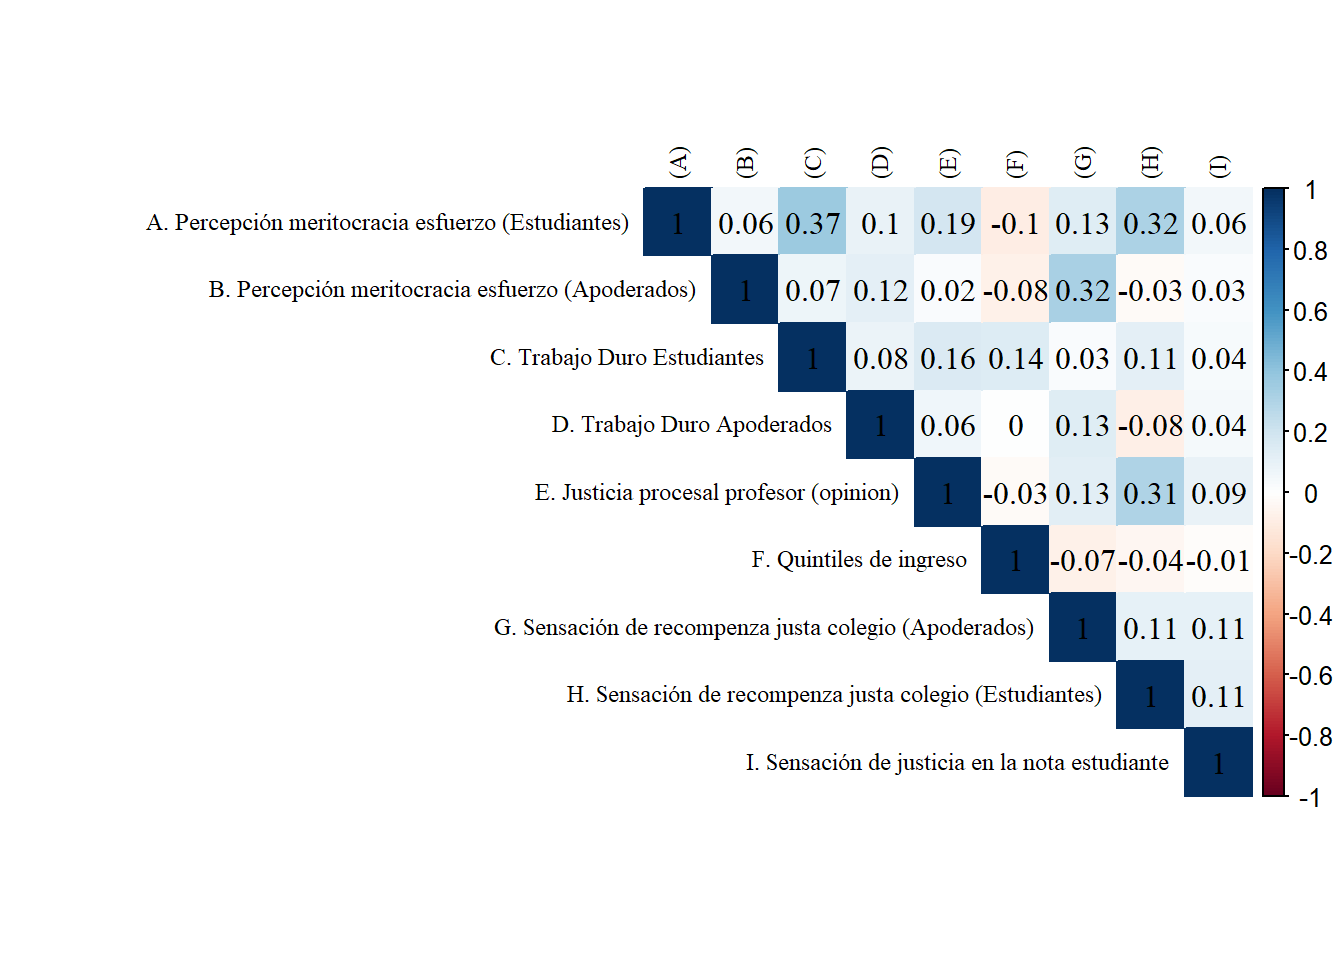 (A) (B) (C) (D) (E) (F) (G) (H) (I)
A. Percepción meritocracia esfuerzo (Estudiantes) 1 0.06 0.37 0.1 0.19 -0.1 0.13 0.32 0.06
B. Percepción meritocracia esfuerzo (Apoderados) 1 0.07 0.12 0.02 -0.08 0.32 -0.03 0.03
C. Trabajo Duro Estudiantes 1 0.08 0.16 0.14 0.03 0.11 0.04
D. Trabajo Duro Apoderados 1 0.06 0 0.13 -0.08 0.04
E. Justicia procesal profesor (opinion) 1 -0.03 0.13 0.31 0.09
F. Quintiles de ingreso 1 -0.07 -0.04 -0.01
G. Sensación de recompenza justa colegio (Apoderados) 1 0.11 0.11
H. Sensación de recompenza justa colegio (Estudiantes) 1 0.11
I. Sensación de justicia en la nota estudiante 1
1
0.8
0.6
0.4
0.2
0
-0.2
-0.4
-0.6
-0.8
-1